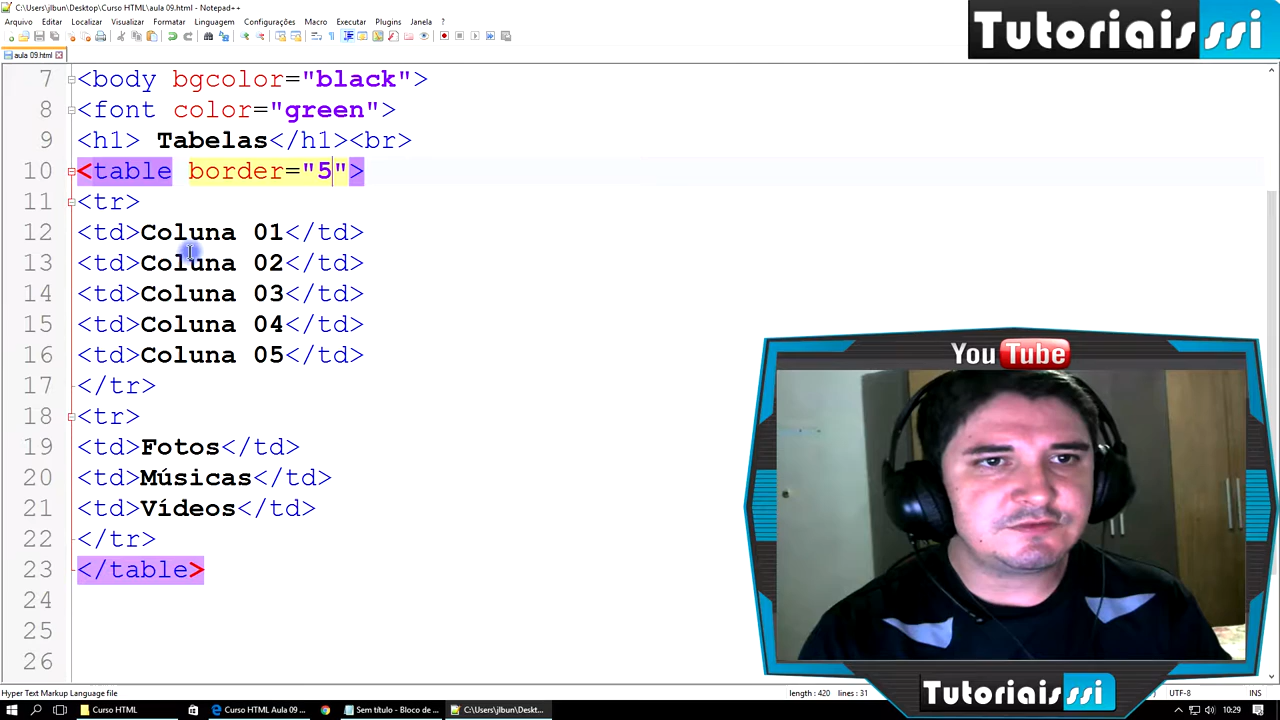 C:\Users\jlbun\Desktop\Curso HTML\aula 09.html - Notepad++
Arquivo Editar Localizar Visualizar Formatar Linguagem Configurações Macro Executar Plugins Janela ?
aula 09.html
Tutoriaisssi
7 <body bgcolor="black">
8 <font color="green">
9 <h1> Tabelas</h1><br>
10 <table border="5">
11 <tr>
12 <td>Coluna 01</td>
13 <td>Coluna 02</td>
14 <td>Coluna 03</td>
15 <td>Coluna 04</td>
16 <td>Coluna 05</td>
17 </tr>
18 <tr>
19 <td>Fotos</td>
20 <td>Músicas</td>
21 <td>Vídeos</td>
22 </tr>
23 </table>
24
25
26
You Tube
Tutoriaisssi
Hyper Text Markup Language file
length : 420 lines : 31
UTF-8
INS
Curso HTML
Curso HTML Aula 09 ...
Sem título - Bloco de ...
C:\Users\jlbun\Deskt...
10:29